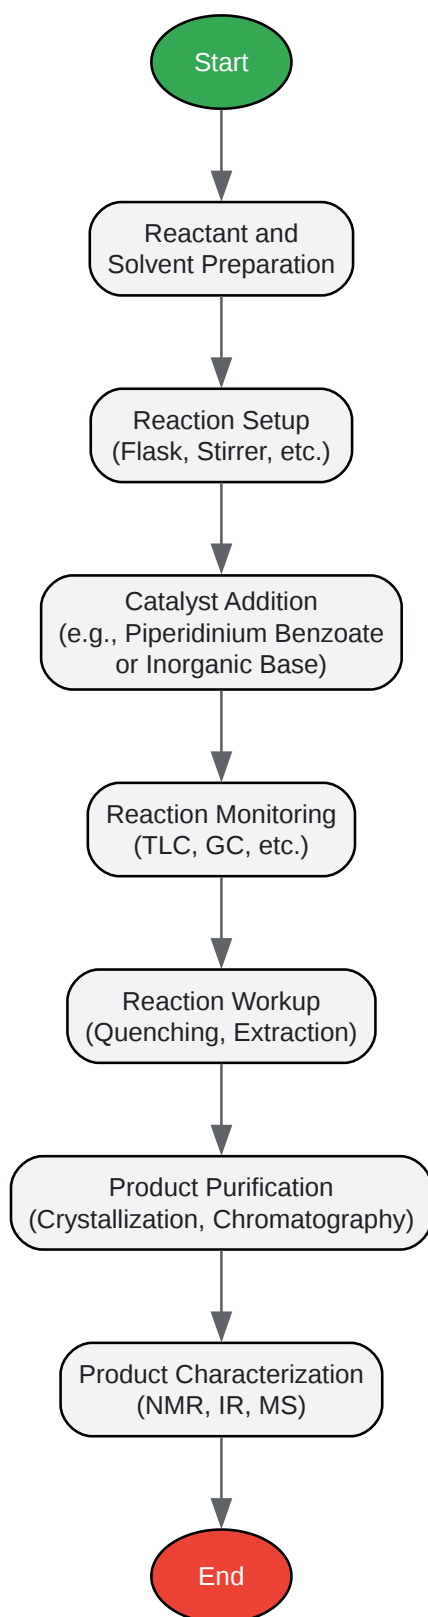 Start
Reactant and
Solvent Preparation
Reaction Setup
(Flask, Stirrer, etc.)
Catalyst Addition
(e.g., Piperidinium Benzoate
or Inorganic Base)
Reaction Monitoring
(TLC, GC, etc.)
Reaction Workup
(Quenching, Extraction)
Product Purification
(Crystallization, Chromatography)
Product Characterization
(NMR, IR, MS)
End